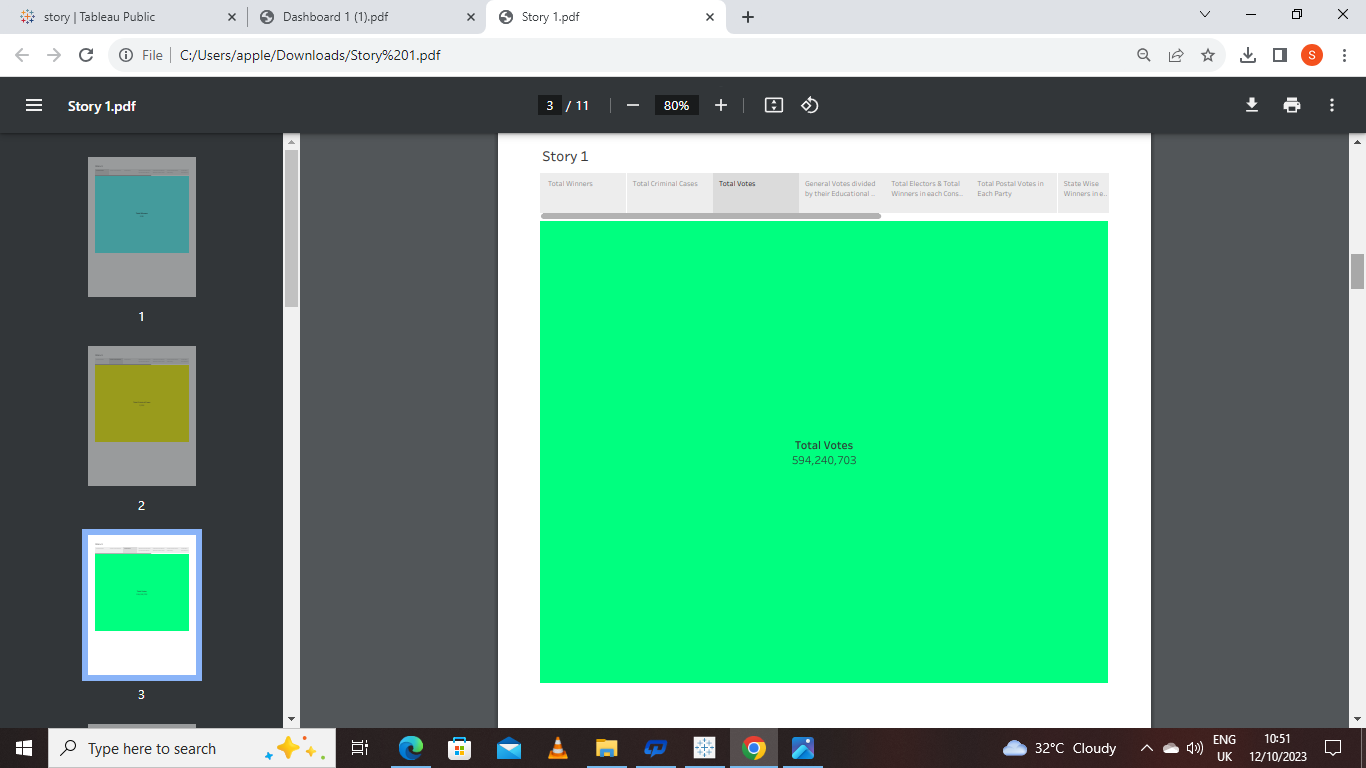 story | Tableau Public
Dashboard 1 (1).pdf
Story 1.pdf
File
C:/Users/apple/Downloads/Story%201.pdf
S
Story 1.pdf
3 / 11
80%
1
2
3
Story 1
Total Winners
Total Criminal Cases
Total Votes
General Votes divided
by their Educational ..
Total Electors & Total
Winners in each Cons..
Total Postal Votes in
Each Party
State Wise
Winners in e..
Total Votes
594,240,703
Type here to search
32°C Cloudy
ENG
UK
10:51
12/10/2023